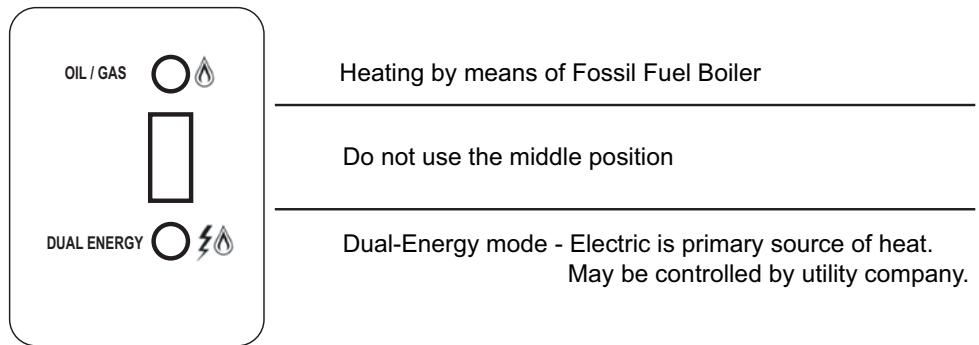 OIL / GAS
Heating by means of Fossil Fuel Boiler
Do not use the middle position
DUAL ENERGY
Dual-Energy mode - Electric is primary source of heat.
May be controlled by utility company.